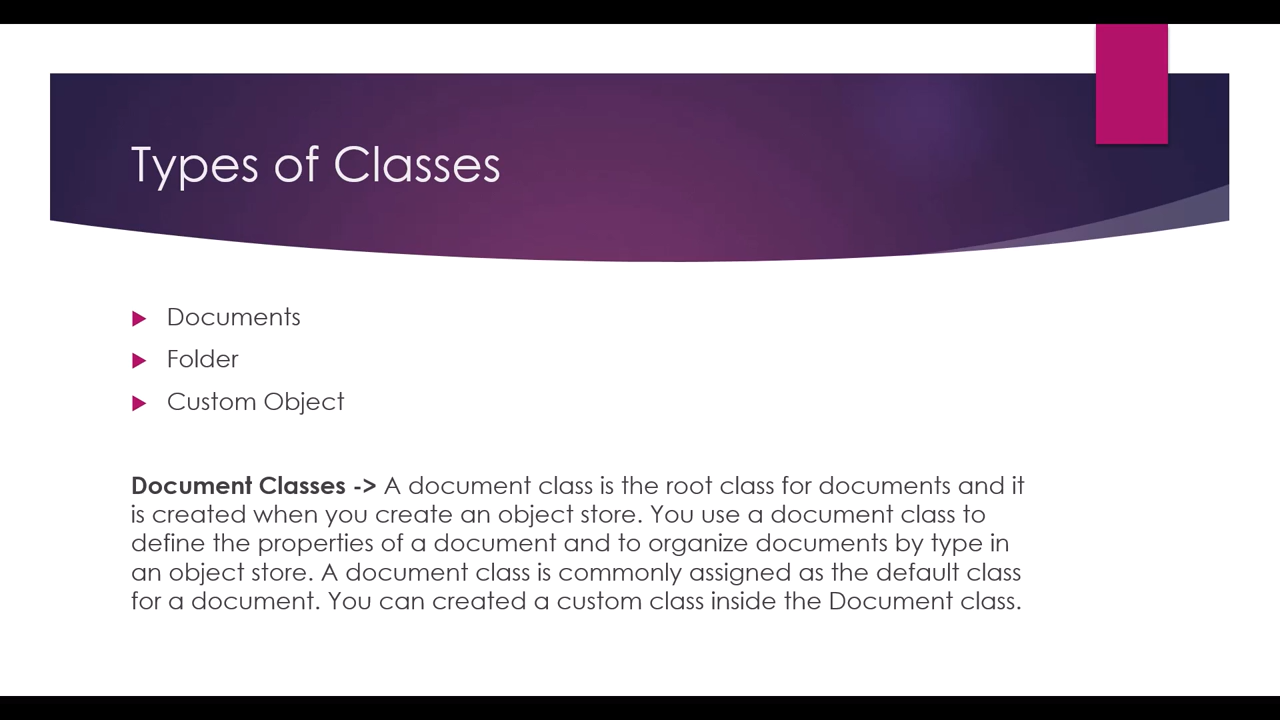 Types of Classes
Documents
Folder
Custom Object
Document Classes -> A document class is the root class for documents and it
is created when you create an object store. You use a document class to
define the properties of a document and to organize documents by type in
an object store. A document class is commonly assigned as the default class
for a document. You can created a custom class inside the Document class.